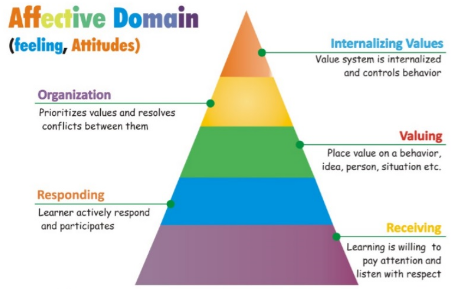 Affective Domain
(feeling, Attitudes)
Internalizing Values
Value system is internalized
and controls behavior
Organization
Prioritizes values and resolves
conflicts between them
Valuing
Place value on a behavior,
idea, person, situation etc.
Responding
Learner actively respond
and participates
Receiving
Learning is willing to
pay attention and
listen with respect